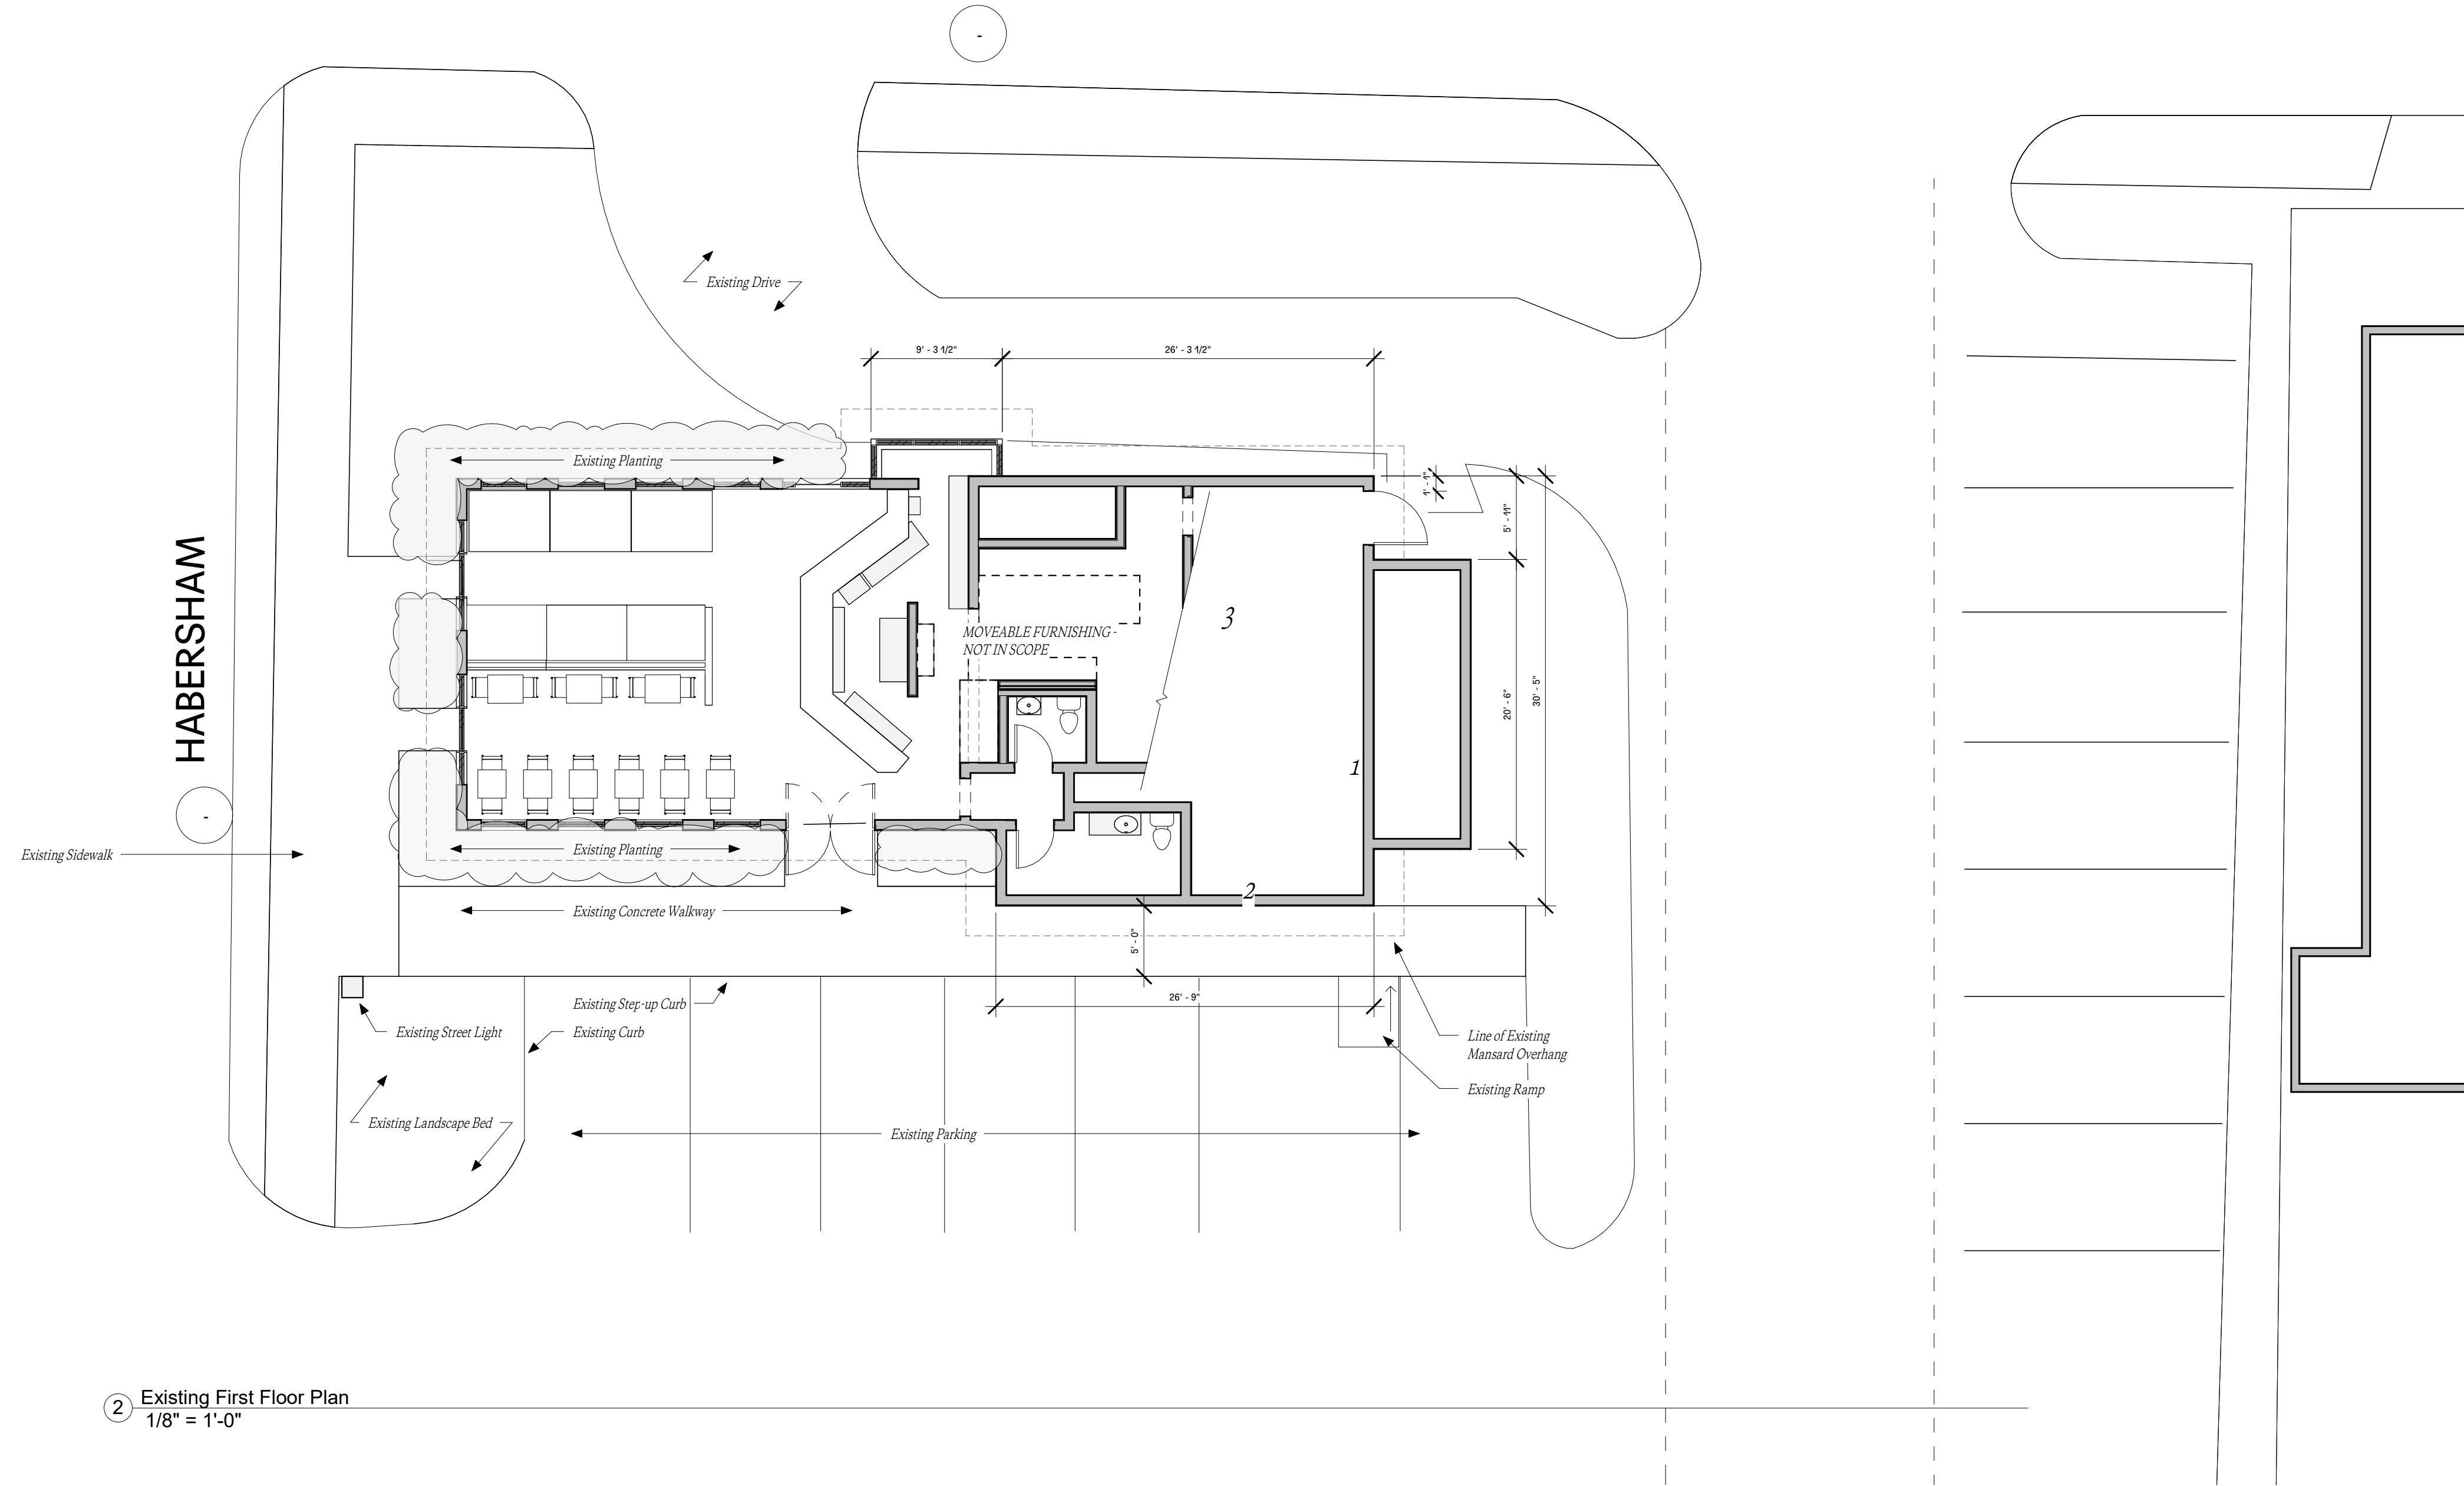 -
Existing Drive
9' - 3 1/2"
26' - 3 1/2"
Existing Planting
1' - 1"
5' - 11"
HABERSHAM
3
MOVEABLE FURNISHING -
NOT IN SCOPE
20' - 6"
30' - 5"
1
-
Existing Sidewalk
Existing Planting
2
Existing Concrete Walkway
5' - 0"
26' - 9"
Existing Step-up Curb
Existing Street Light
Existing Curb
Line of Existing
Mansard Overhang
Existing Ramp
Existing Landscape Bed
Existing Parking
2
Existing First Floor Plan
1/8" = 1'-0"